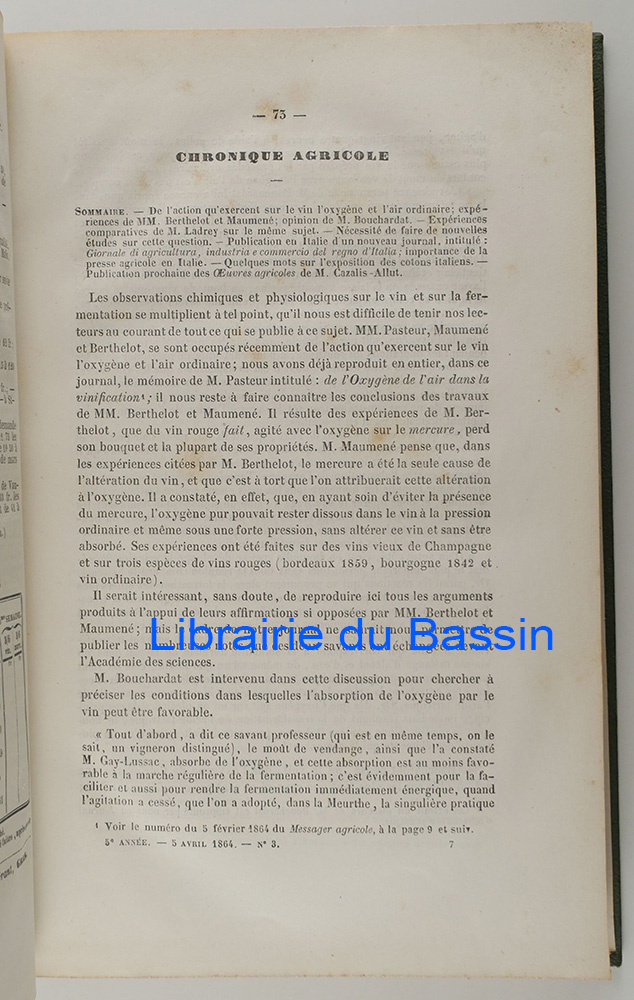 — 73 —
CHRONIQUE AGRICOLE
SOMMAIRE. — De l'action qu'exercent sur le vin l'oxygène et l'air ordinaire; expé-
riences de MM. Berthelot et Maumené; opinion de M. Bouchardat. — Expériences
comparatives de M. Ladrey sur le même sujet. — Nécessité de faire de nouvelles
études sur cette question. — Publication en Italie d'un nouveau journal, intitulé :
Giornale di agricultura, industria e commercio del regno d'Italia; importance de la
presse agricole en Italie. — Quelques mots sur l'exposition des cotons italiens. —
Publication prochaine des Œuvres agricoles de M. Cazalis-Allut.
Les observations chimiques et physiologiques sur le vin et sur la fer-
mentation se multiplient à tel point, qu'il nous est difficile de tenir nos lec-
teurs au courant de tout ce qui se publie à ce sujet. MM. Pasteur, Maumené
et Berthelot, se sont occupés récemment de l'action qu'exercent sur le vin
l'oxygène et l'air ordinaire; nous avons déjà reproduit en entier, dans ce
journal, le mémoire de M. Pasteur intitulé : de l'Oxygène de l'air dans la
vinification¹; il nous reste à faire connaître les conclusions des travaux
de MM. Berthelot et Maumené. Il résulte des expériences de M. Ber-
thelot, que du vin rouge fait, agité avec l'oxygène sur le mercure, perd
son bouquet et la plupart de ses propriétés. M. Maumené pense que, dans
les expériences citées par M. Berthelot, le mercure a été la seule cause de
l'altération du vin, et que c'est à tort que l'on attribuerait cette altération
à l'oxygène. Il a constaté, en effet, que, en ayant soin d'éviter la présence
du mercure, l'oxygène pur pouvait rester dissous dans le vin à la pression
ordinaire et même sous une forte pression, sans altérer ce vin et sans être
absorbé. Ses expériences ont été faites sur des vins vieux de Champagne
et sur trois espèces de vins rouges (bordeaux 1859, bourgogne 1842 et
vin ordinaire).
Il serait intéressant, sans doute, de reproduire ici tous les arguments
produits à l'appui de leurs affirmations si opposées par MM. Berthelot et
Maumené; mais
Librairie du Bassin
publier les
l'Académie des sciences.
M. Bouchardat est intervenu dans cette discussion pour chercher à
préciser les conditions dans lesquelles l'absorption de l'oxygène par le
vin peut être favorable.
« Tout d'abord, a dit ce savant professeur (qui est en même temps, on le
sait, un vigneron distingué), le moût de vendange, ainsi que l'a constaté
M. Gay-Lussac, absorbe de l'oxygène, et cette absorption est au moins favo-
rable à la marche régulière de la fermentation; c'est évidemment pour la fa-
ciliter et aussi pour rendre la fermentation immédiatement énergique, quand
l'agitation a cessé, que l'on a adopté, dans la Meurthe, la singulière pratique
¹ Voir le numéro du 5 février 1864 du Messager agricole, à la page 9 et suiv.
5e ANNÉE. — 5 AVRIL 1864. — N° 3. 7